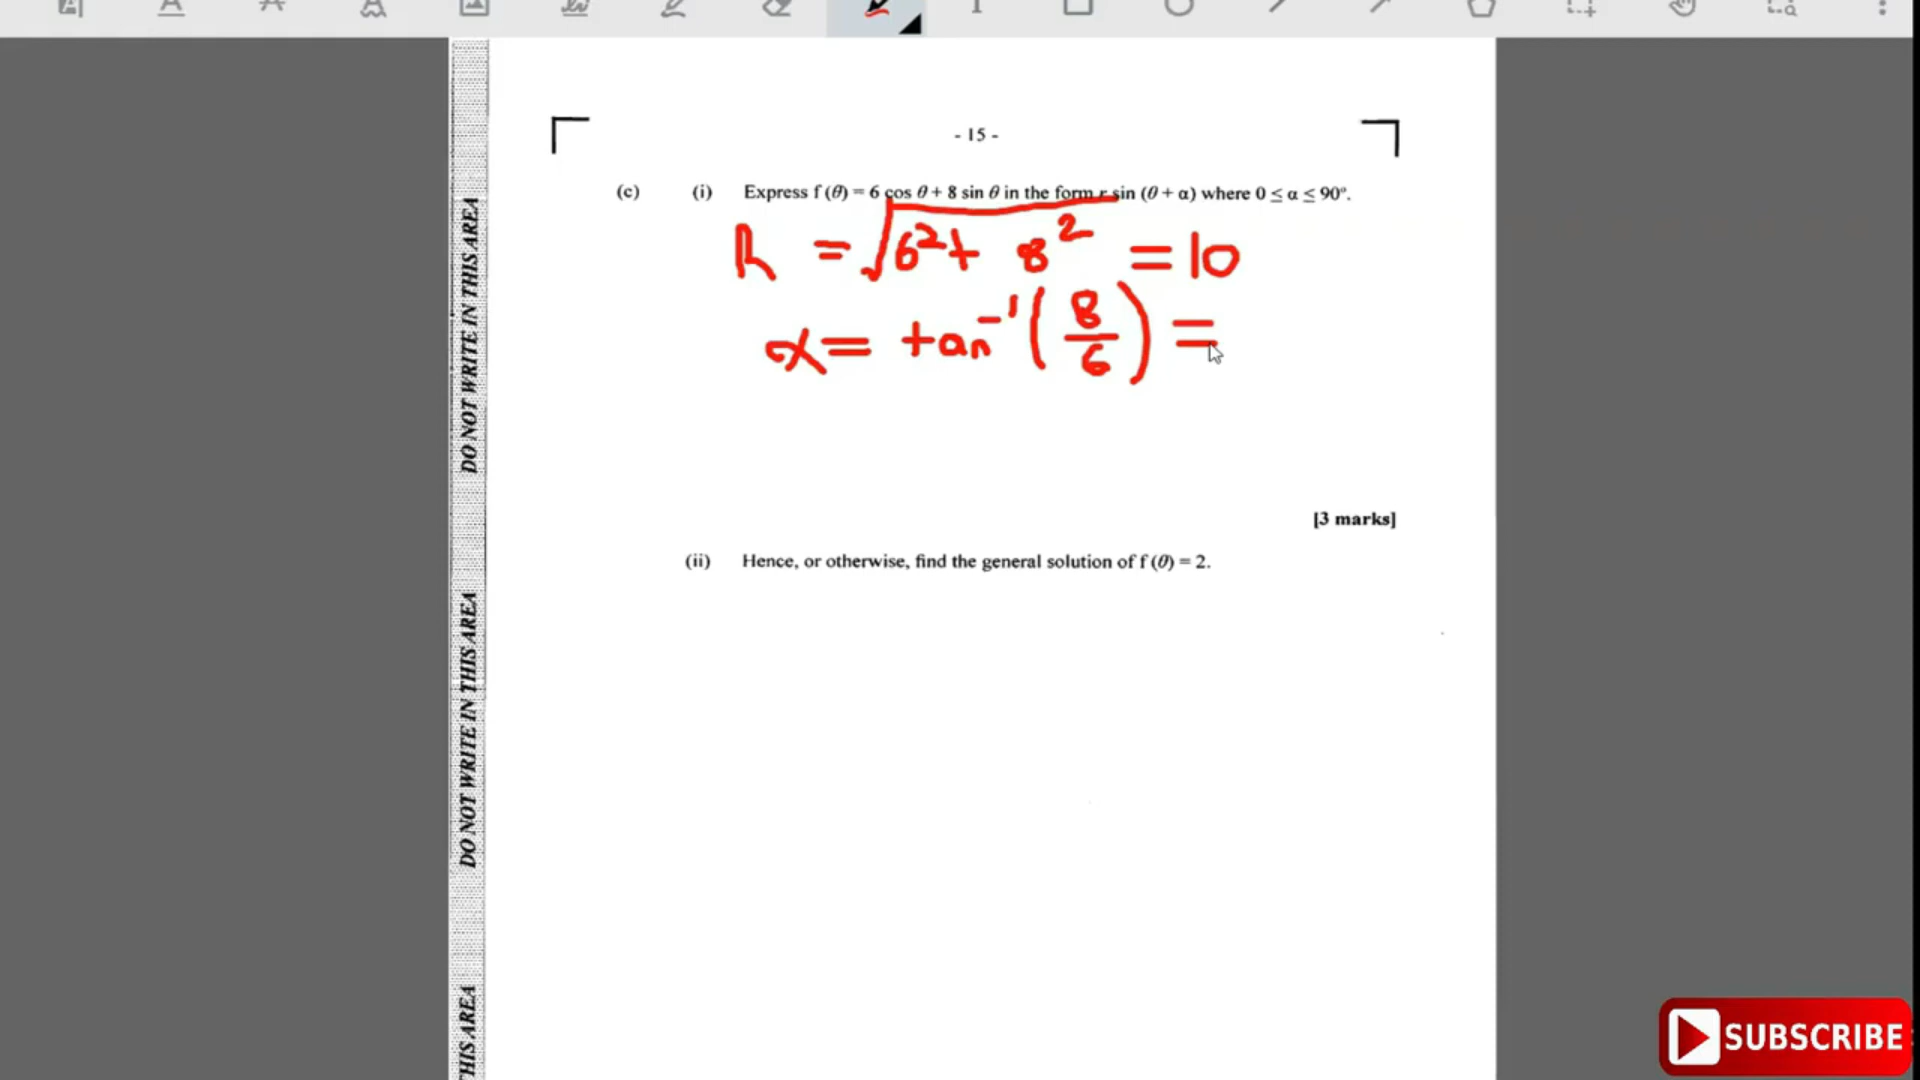 - 15 -
(c) (i) Express f (θ) = 6 cos θ + 8 sin θ in the form r sin (θ + α) where 0 ≤ α ≤ 90°.
R = √6² + 8² = 10
α = tan⁻¹ ( 8/6 ) =
[3 marks]
(ii) Hence, or otherwise, find the general solution of f (θ) = 2.
DO NOT WRITE IN THIS AREA
DO NOT WRITE IN THIS AREA
THIS AREA
SUBSCRIBE